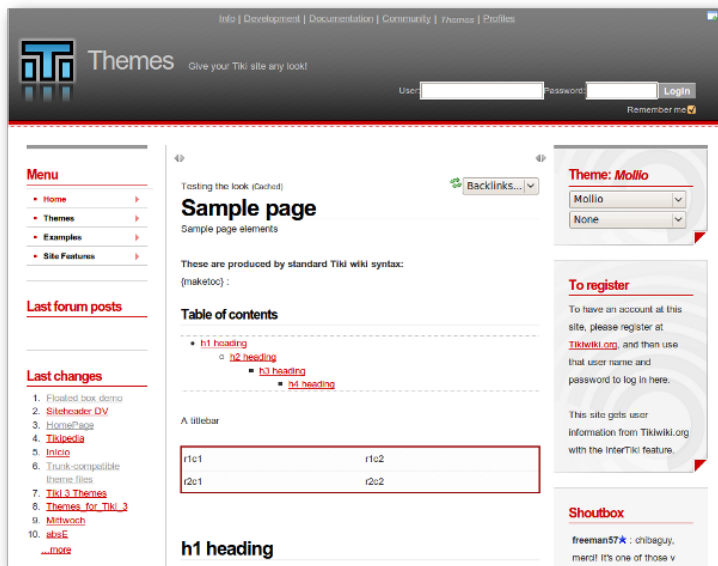 Info | Development | Documentation | Community | Themes | Profiles
Themes Give your Tiki site any look!
User: Password: Login
Remember me
Menu
Home
Themes
Examples
Site Features
Last forum posts
Last changes
1. Floated box demo
2. Siteheader DV
3. HomePage
4. Tikipedia
5. Inicio
6. Trunk-compatible
theme files
7. Tiki 3 Themes
8. Themes_for_Tiki_3
9. Mittwoch
10. absE
...more
Testing the look (Cached)
Backlinks...
Sample page
Sample page elements
These are produced by standard Tiki wiki syntax:
{maketoc} :
Table of contents
h1 heading
h2 heading
h3 heading
h4 heading
A titlebar
r1c1 r1c2
r2c1 r2c2
h1 heading
Theme: Mollio
Mollio
None
To register
To have an account at this
site, please register at
Tikiwiki.org, and then use
that user name and
password to log in here.
This site gets user
information from Tikiwiki.org
with the InterTiki feature.
Shoutbox
freeman57 : chibaguy,
merci! It's one of those v